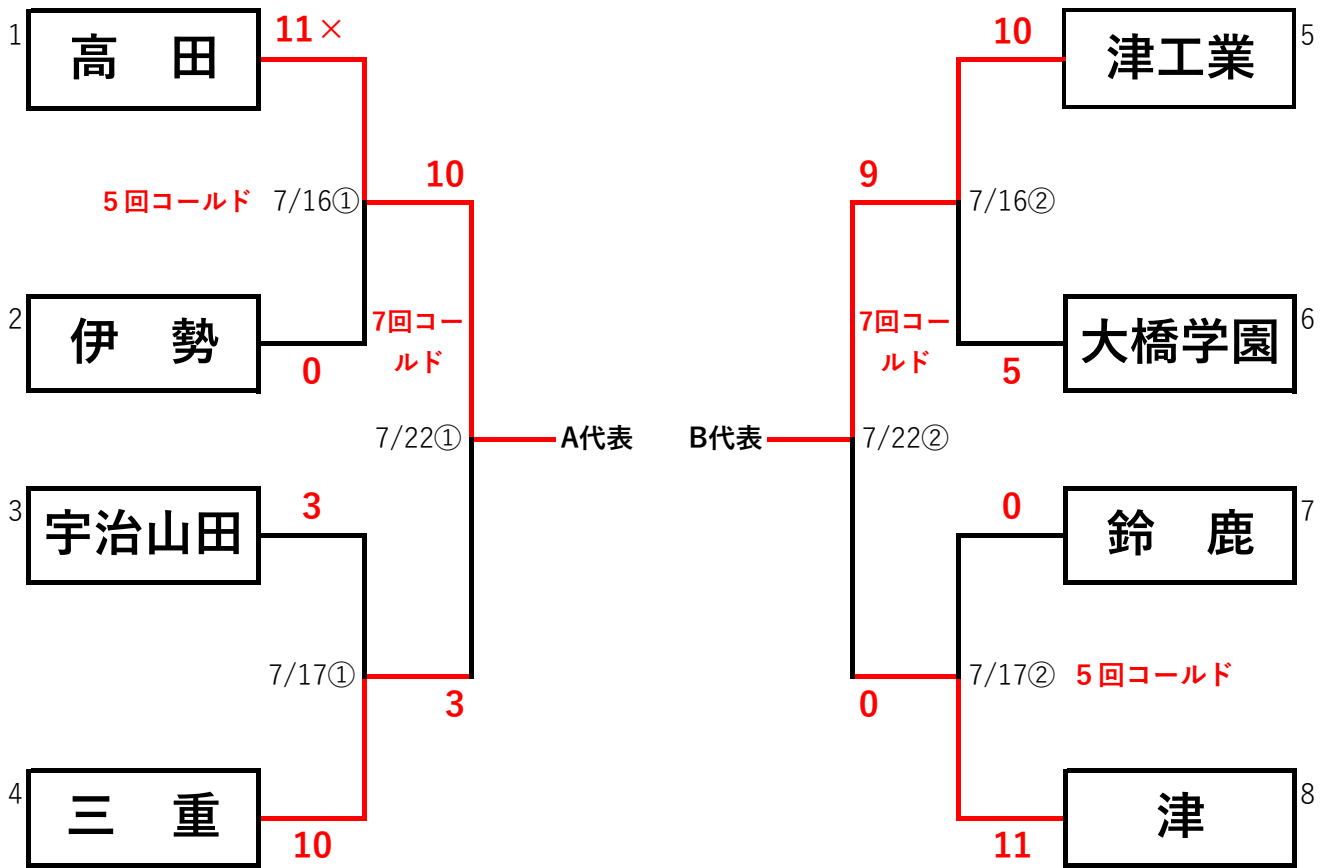 1
高　田
11×
5回コールド
7/16①
10
2
伊　勢
0
7回コー
ルド
7/22①
A代表
3
宇治山田
3
7/17①
3
4
三　重
10
10
津工業
5
9
7/16②
7回コー
ルド
大橋学園
6
5
B代表
7/22②
0
鈴　鹿
7
7/17②
5回コールド
0
津
8
11